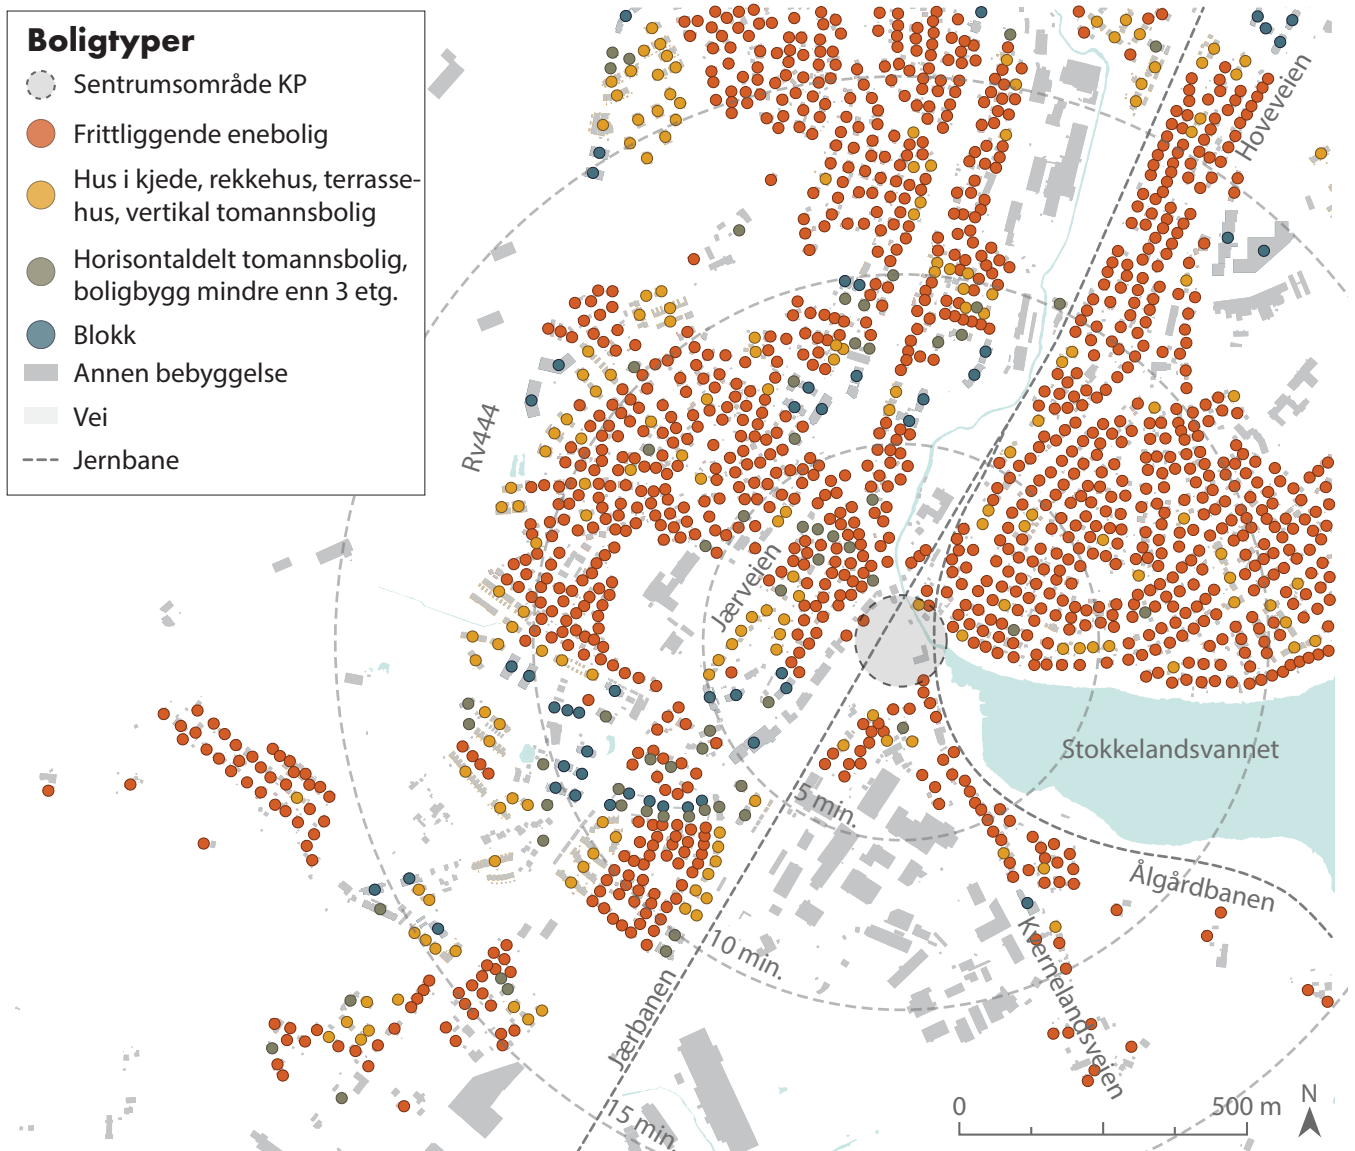 Boligtyper
Sentrumsområde KP
Frittliggende enebolig
Hus i kjede, rekkehus, terrasse-
hus, vertikal tomannsbolig
Horisontaldelt tomannsbolig,
boligbygg mindre enn 3 etg.
Blokk
Annen bebyggelse
Vei
Jernbane
Hoveveien
Rv444
Jærveien
Stokkelandsvannet
5 min.
Ålgårdbanen
10 min.
Kvernelandsveien
Jærbanen
15 min.
0
500 m
N